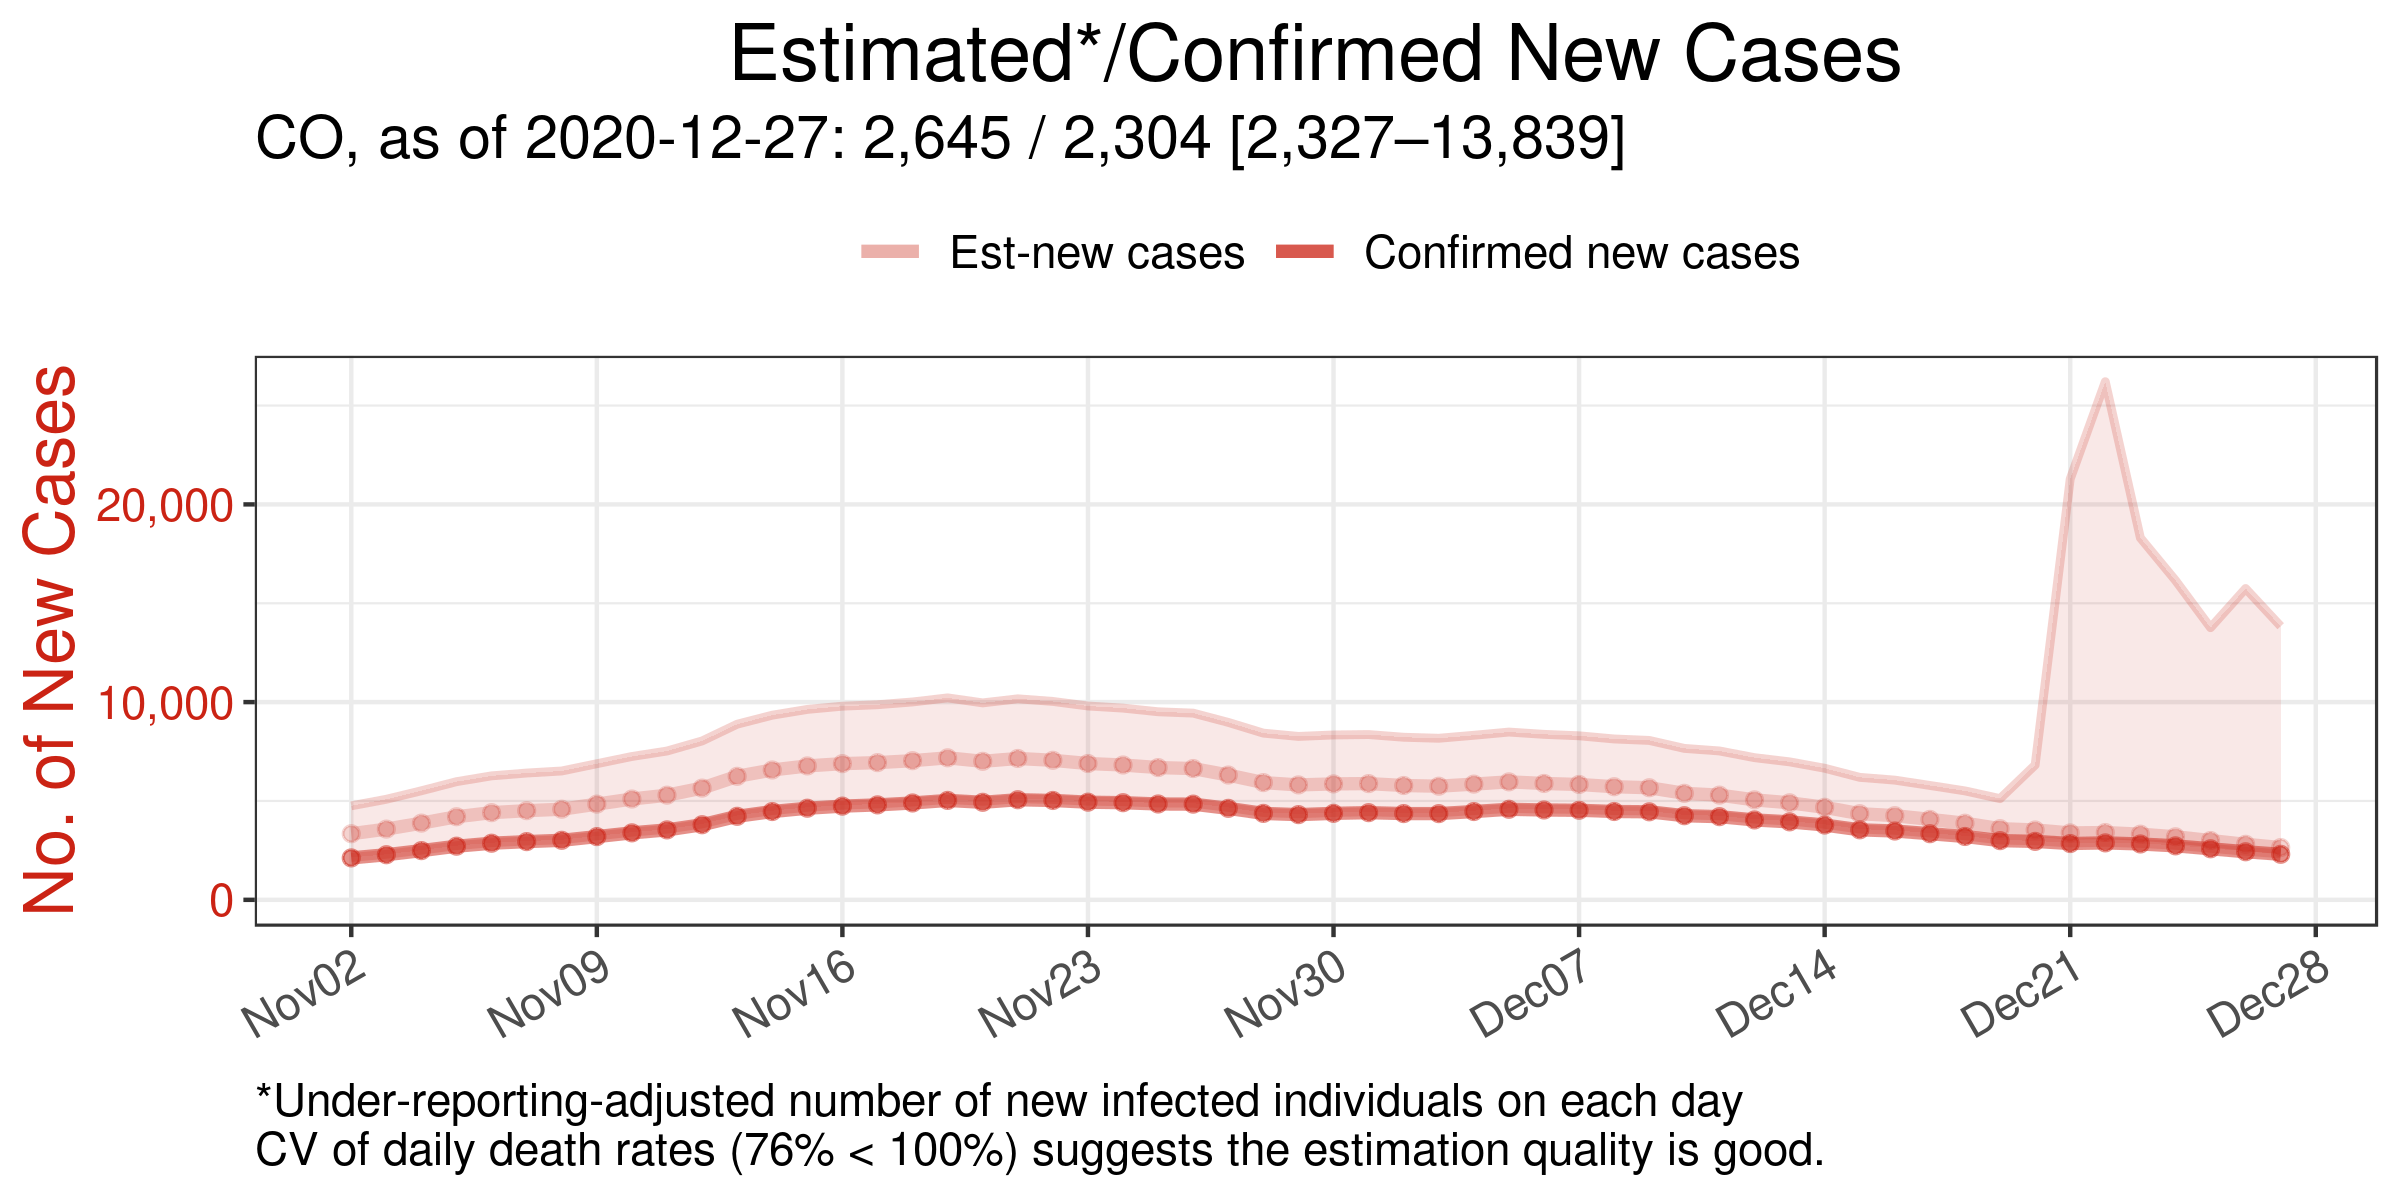 Estimated*/Confirmed New Cases
CO, as of 2020-12-27: 2,645 / 2,304 [2,327–13,839]
Est-new cases
Confirmed new cases
No. of New Cases
20,000
10,000
0
Nov02
Nov09
Nov16
Nov23
Nov30
Dec07
Dec14
Dec21
Dec28
*Under-reporting-adjusted number of new infected individuals on each day
CV of daily death rates (76% < 100%) suggests the estimation quality is good.